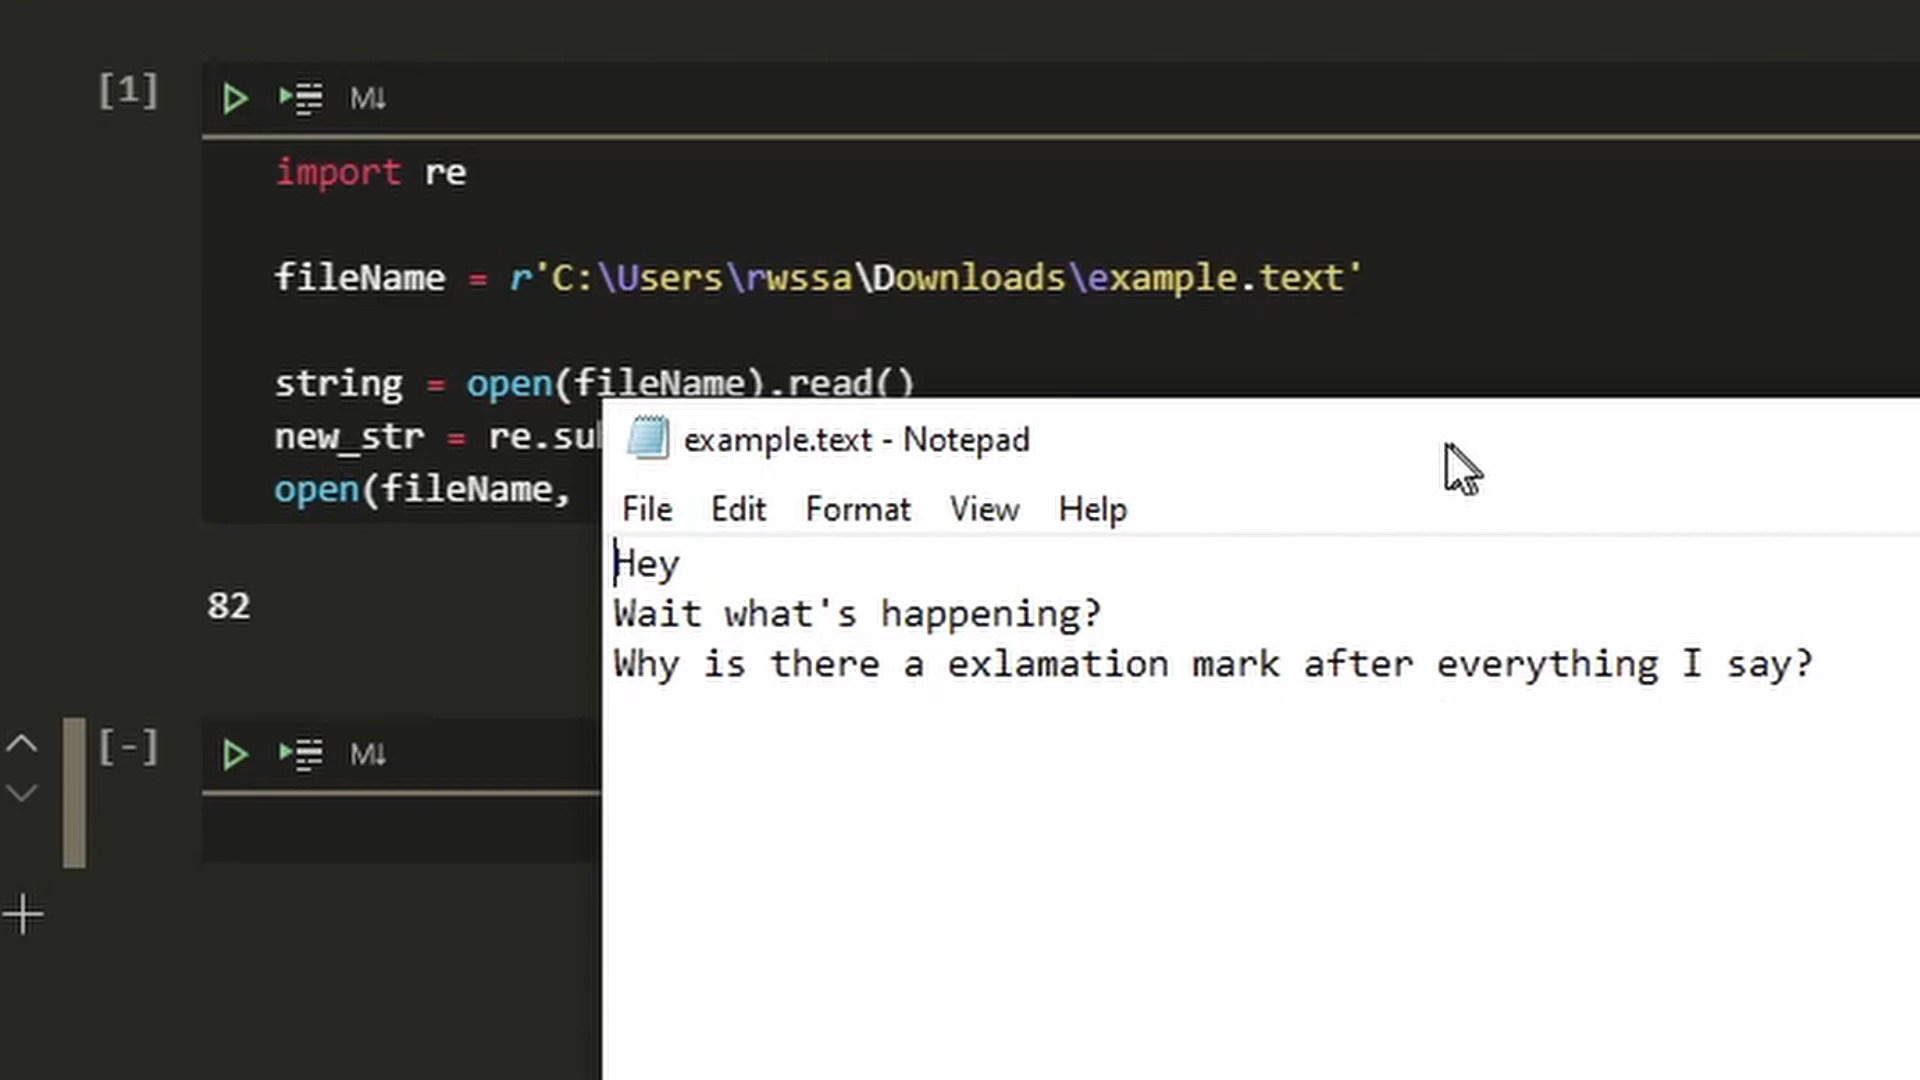 [1]
M↓
import re
fileName = r'C:\Users\rwssa\Downloads\example.text'
string = open(fileName).read()
new_str = re.su
open(fileName,
82
[-]
M↓
example.text - Notepad
File Edit Format View Help
Hey
Wait what's happening?
Why is there a exlamation mark after everything I say?